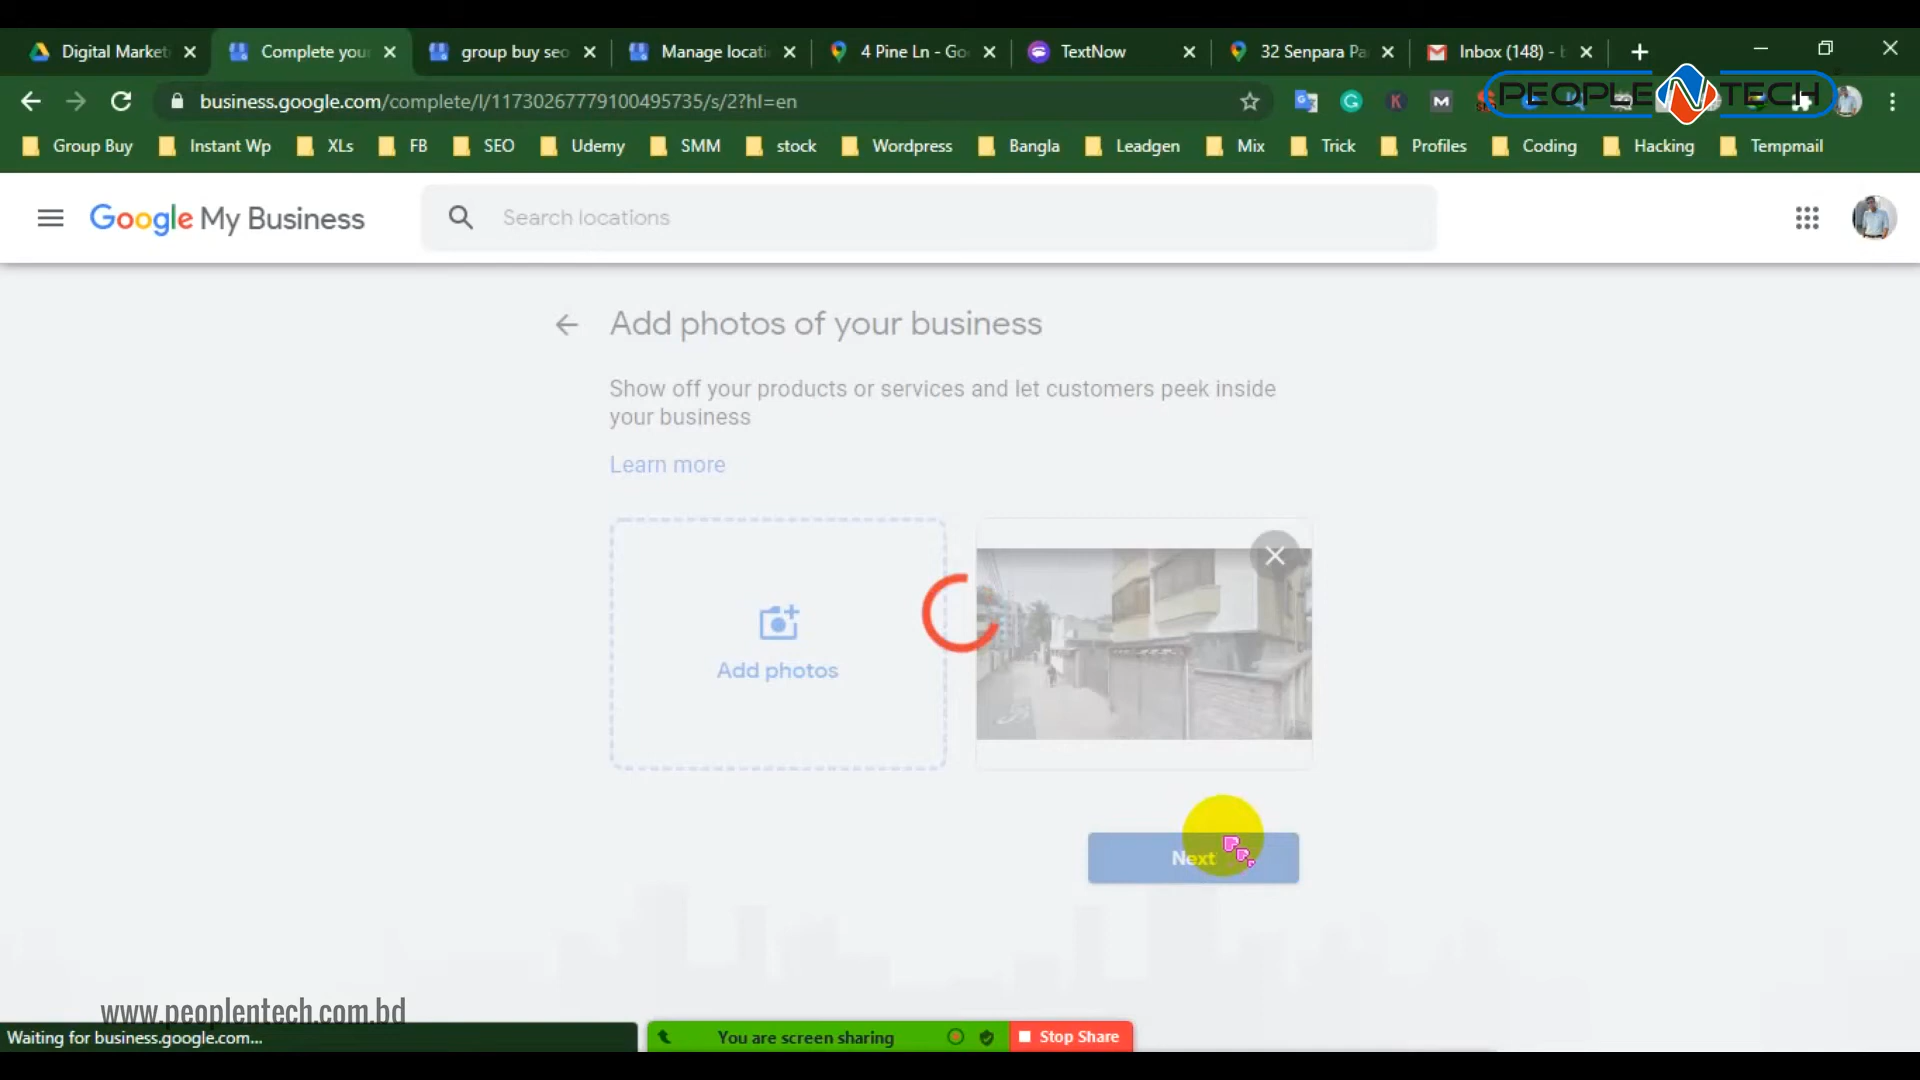 Digital Market
Complete you
group buy seo
Manage locati
4 Pine Ln - Go
TextNow
32 Senpara Pa
Inbox (148) -
business.google.com/complete/l/11730267779100495735/s/2?hl=en
PEOPLE N TECH
Group Buy
Instant Wp
XLs
FB
SEO
Udemy
SMM
stock
Wordpress
Bangla
Leadgen
Mix
Trick
Profiles
Coding
Hacking
Tempmail
Google My Business
Search locations
Add photos of your business
Show off your products or services and let customers peek inside
your business
Learn more
Add photos
Next
www.peoplentech.com.bd
Waiting for business.google.com...
You are screen sharing
Stop Share